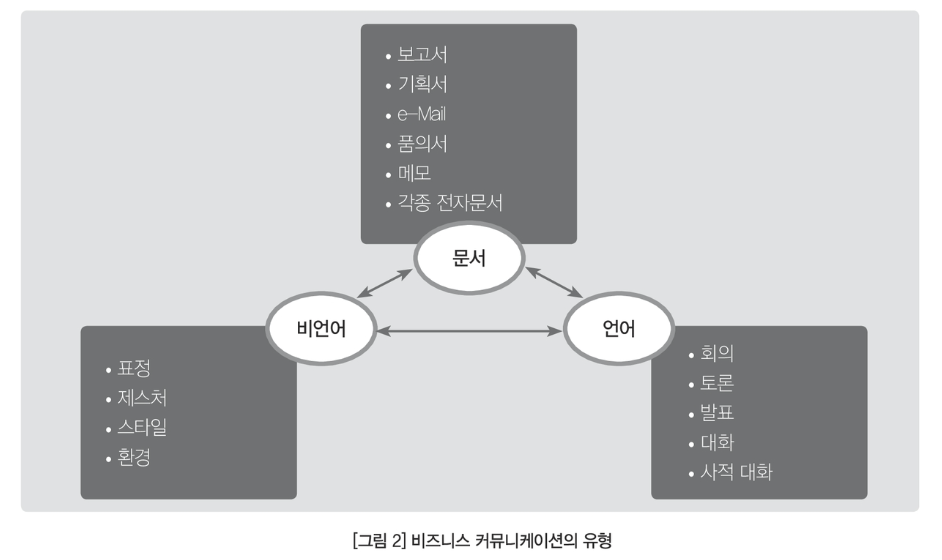 • 보고서
• 기획서
• e-Mail
• 품의서
• 메모
• 각종 전자문서
문서
비언어
언어
• 표정
• 제스처
• 스타일
• 환경
• 회의
• 토론
• 발표
• 대화
• 사적 대화
[그림 2] 비즈니스 커뮤니케이션의 유형